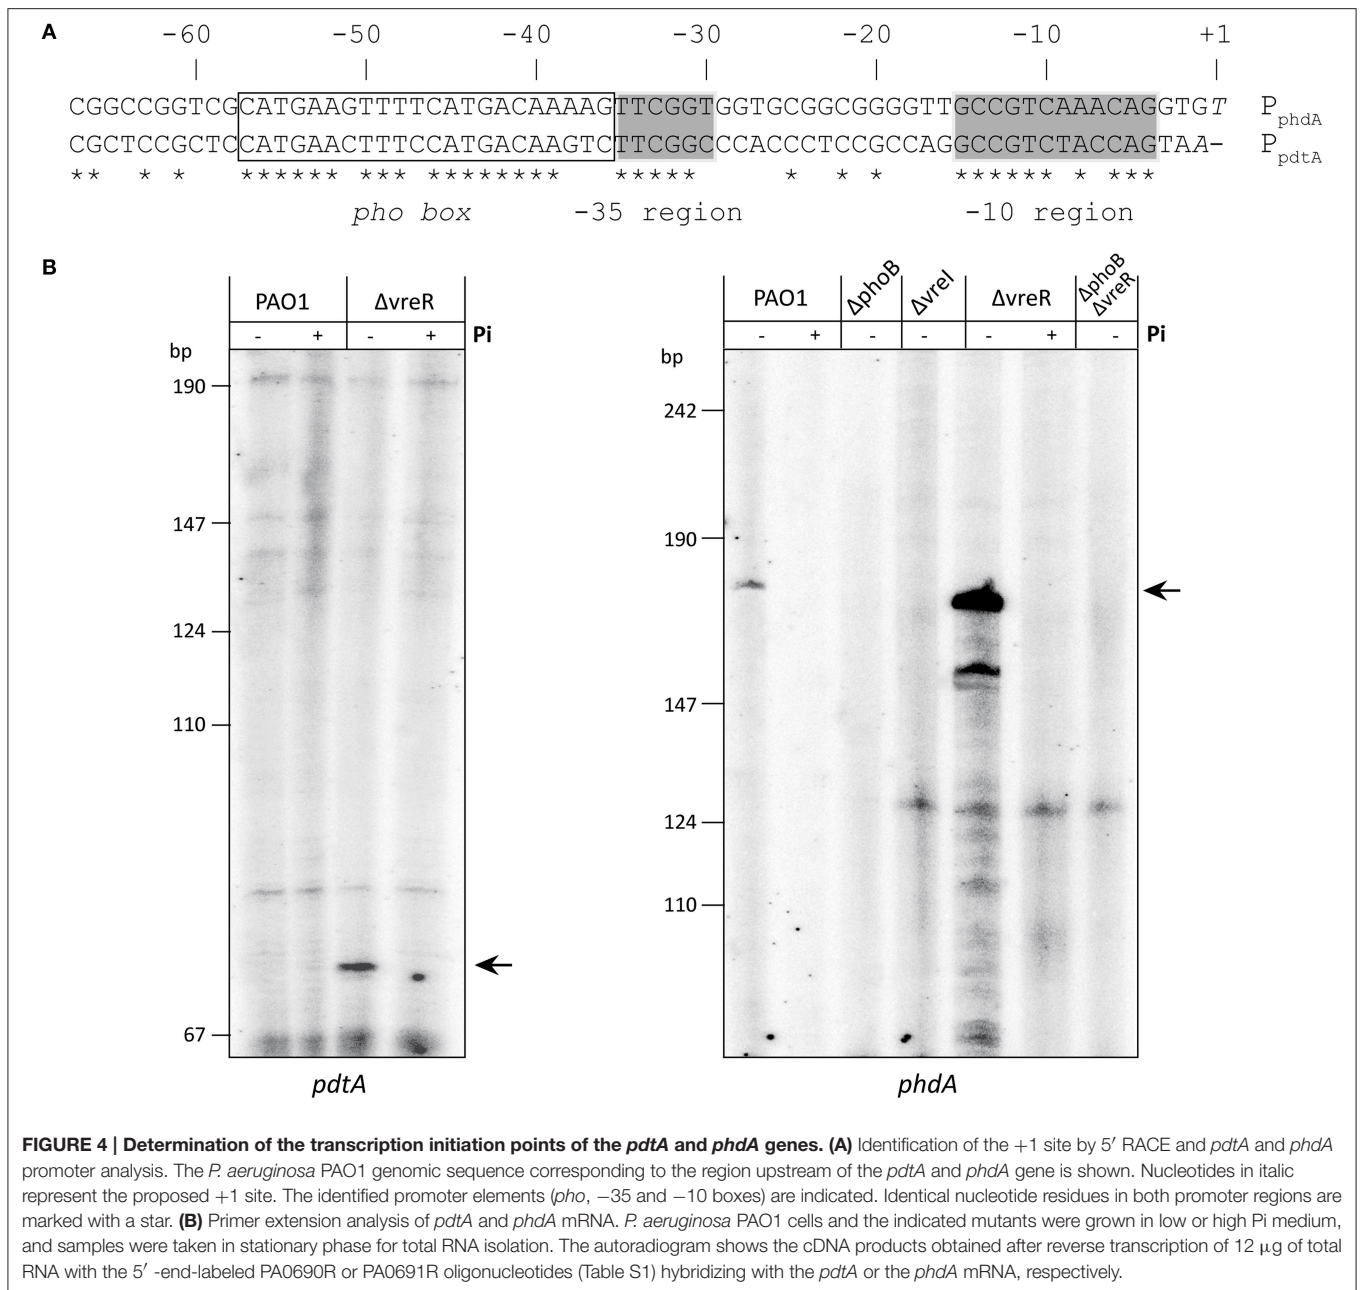 A
-60 -50 -40 -30 -20 -10 +1
CGGCCGGTCGCATGAAGTTTTCATGACAAAAGTTCGGTGGTGCGGCGGGGTTGCCGTCAAACAGGTGT PphdA
CGCTCCGCTCCATGAACTTTCCATGACAAGTCTTCGGCCCACCCTCCGCCAGGCCGTCTACCAGTAA- PpdtA
** * * ****** *** ******** ***** * * * ****** * ***
pho box -35 region -10 region
B
PAO1 ΔvreR
- + - + Pi
bp
190
147
124
110
67
pdtA
PAO1 ΔphoB ΔvreI ΔvreR ΔphoB ΔvreR
- + - - - + - Pi
bp
242
190
147
124
110
phdA
FIGURE 4 | Determination of the transcription initiation points of the pdtA and phdA genes. (A) Identification of the +1 site by 5′ RACE and pdtA and phdA
promoter analysis. The P. aeruginosa PAO1 genomic sequence corresponding to the region upstream of the pdtA and phdA gene is shown. Nucleotides in italic
represent the proposed +1 site. The identified promoter elements (pho, −35 and −10 boxes) are indicated. Identical nucleotide residues in both promoter regions are
marked with a star. (B) Primer extension analysis of pdtA and phdA mRNA. P. aeruginosa PAO1 cells and the indicated mutants were grown in low or high Pi medium,
and samples were taken in stationary phase for total RNA isolation. The autoradiogram shows the cDNA products obtained after reverse transcription of 12 μg of total
RNA with the 5′ -end-labeled PA0690R or PA0691R oligonucleotides (Table S1) hybridizing with the pdtA or the phdA mRNA, respectively.